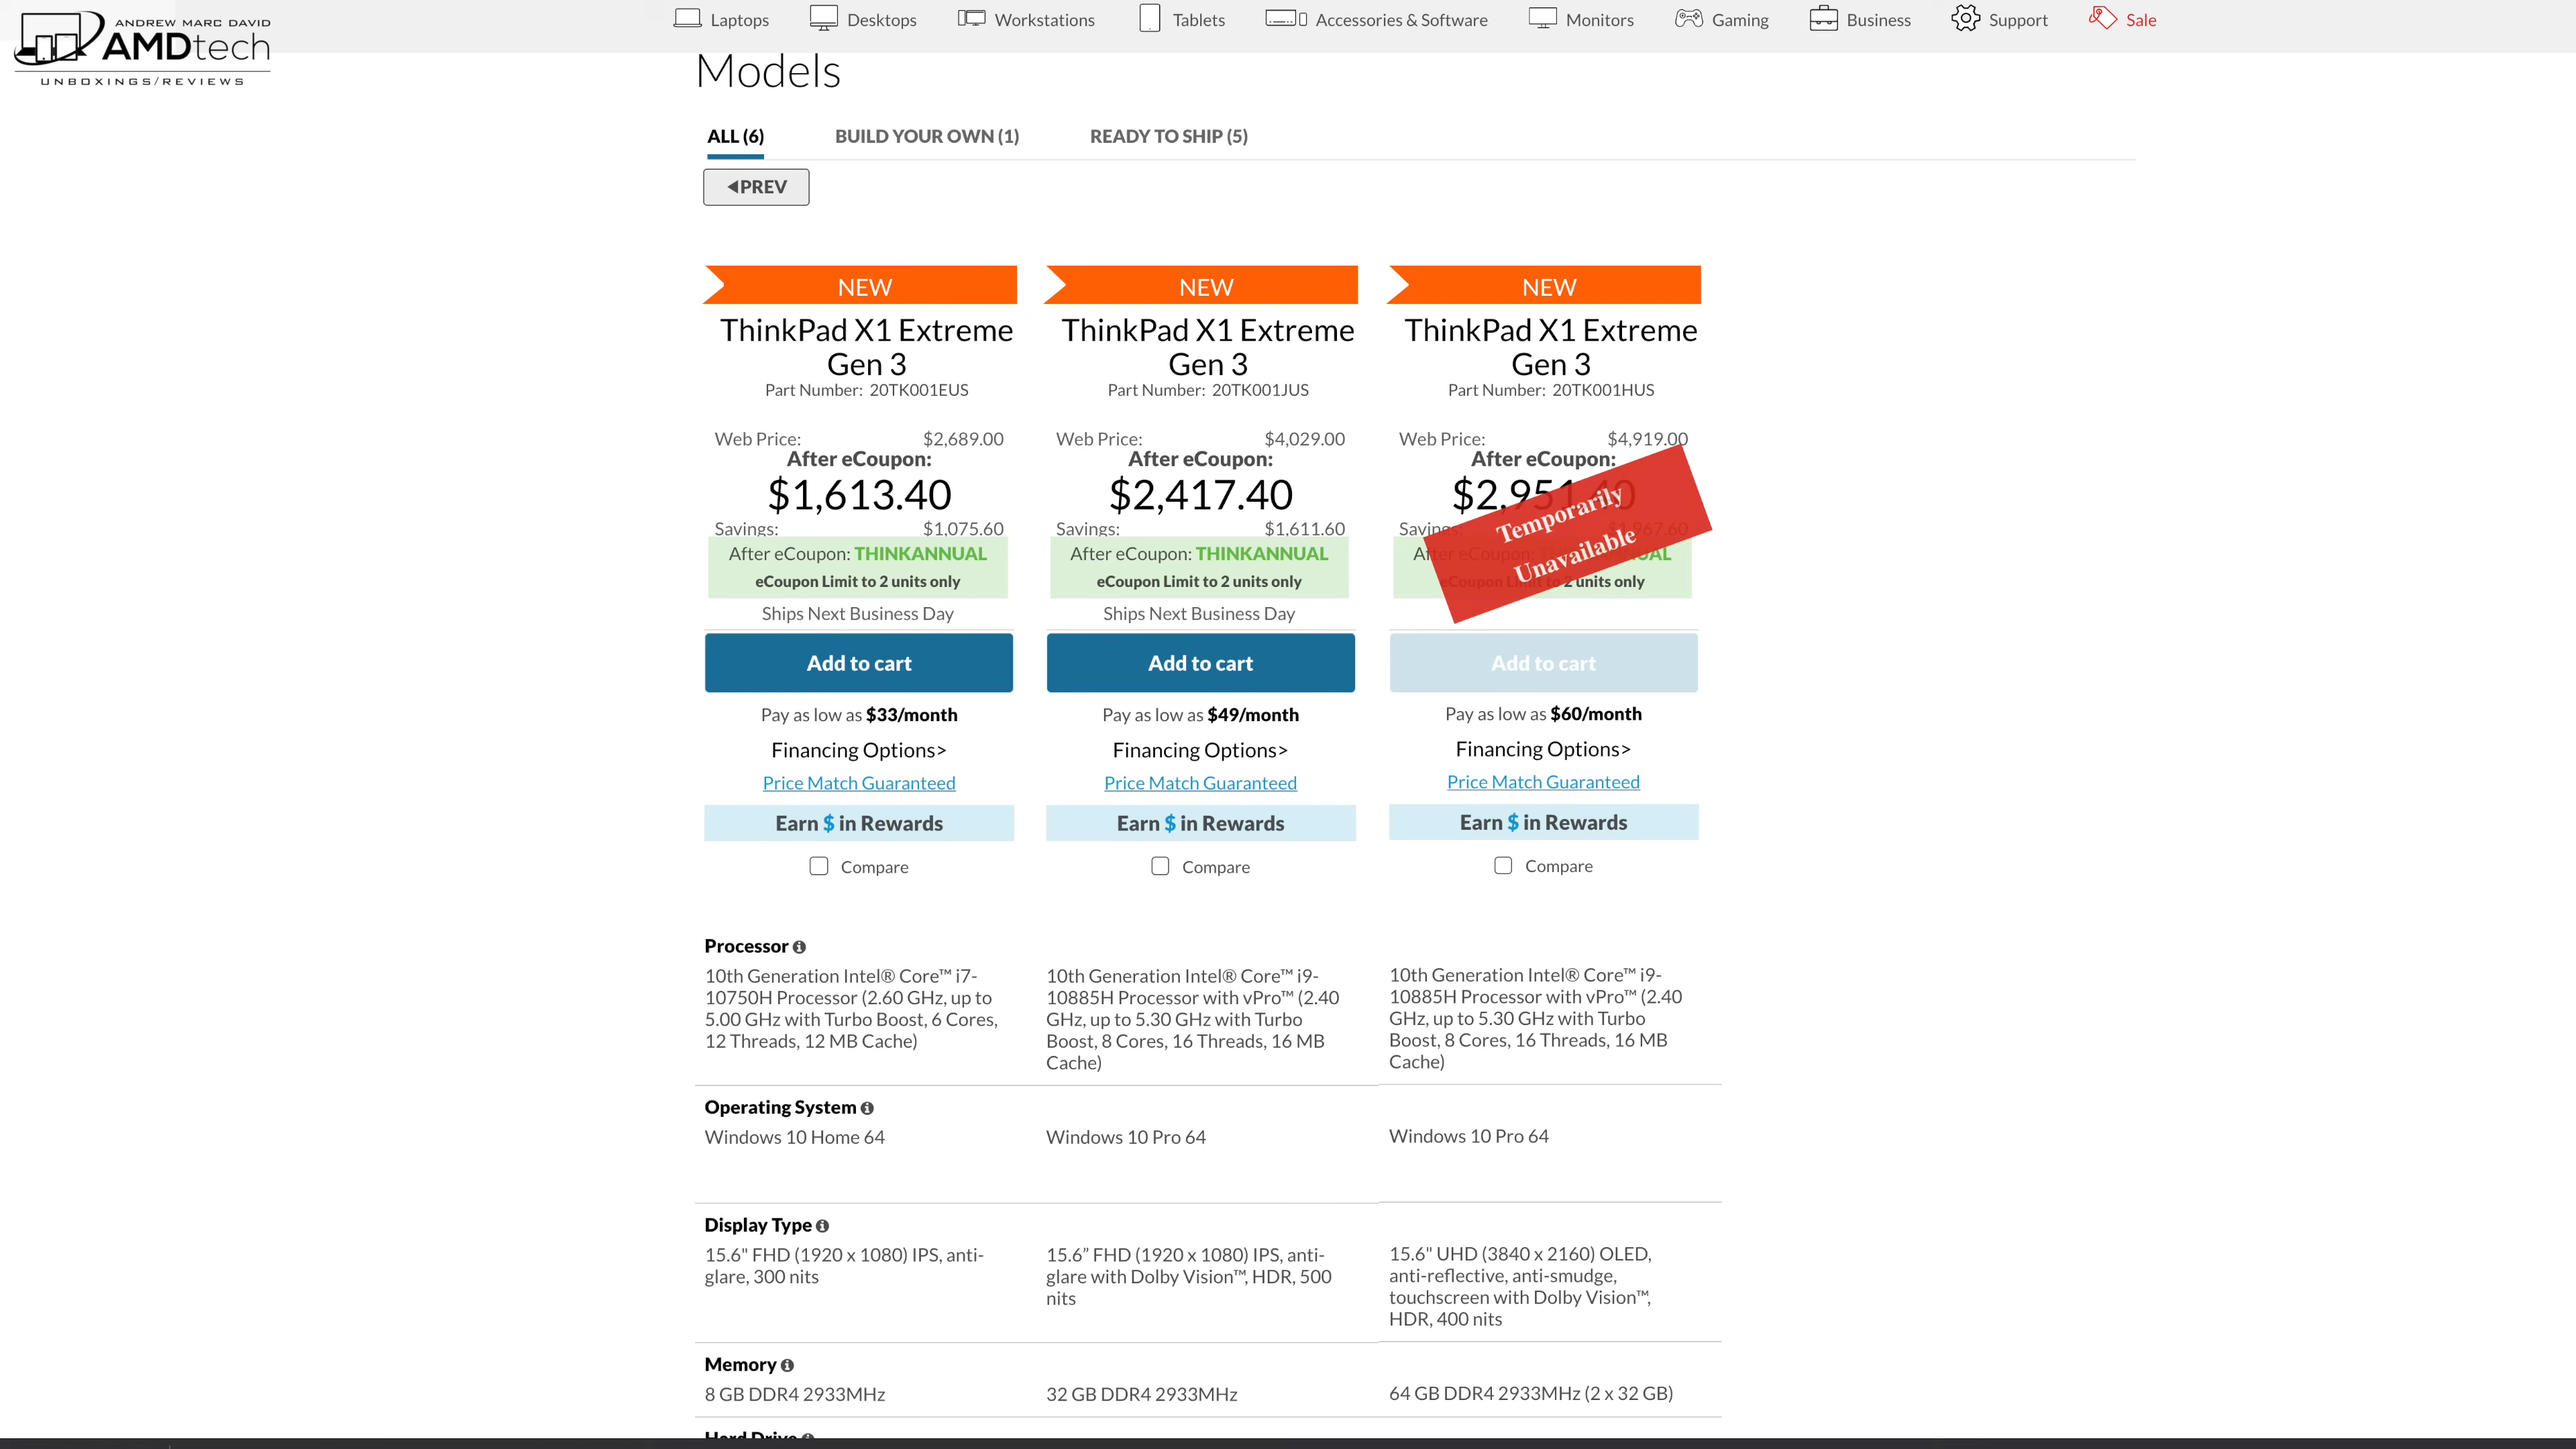 ANDREW MARC DAVID
AMDtech
UNBOXINGS/REVIEWS
Laptops
Desktops
Workstations
Tablets
Accessories & Software
Monitors
Gaming
Business
Support
Sale
Models
ALL (6)
BUILD YOUR OWN (1)
READY TO SHIP (5)
◀PREV
NEW
ThinkPad X1 Extreme
Gen 3
Part Number: 20TK001EUS
Web Price: $2,689.00
After eCoupon:
$1,613.40
Savings: $1,075.60
After eCoupon: THINKANNUAL
eCoupon Limit to 2 units only
Ships Next Business Day
Add to cart
Pay as low as $33/month
Financing Options>
Price Match Guaranteed
Earn $ in Rewards
Compare
NEW
ThinkPad X1 Extreme
Gen 3
Part Number: 20TK001JUS
Web Price: $4,029.00
After eCoupon:
$2,417.40
Savings: $1,611.60
After eCoupon: THINKANNUAL
eCoupon Limit to 2 units only
Ships Next Business Day
Add to cart
Pay as low as $49/month
Financing Options>
Price Match Guaranteed
Earn $ in Rewards
Compare
NEW
ThinkPad X1 Extreme
Gen 3
Part Number: 20TK001HUS
Web Price: $4,919.00
After eCoupon:
$2,951.40
Savings: $1,967.60
Temporarily
Unavailable
After eCoupon:
eCoupon Limit to 2 units only
Add to cart
Pay as low as $60/month
Financing Options>
Price Match Guaranteed
Earn $ in Rewards
Compare
Processor
10th Generation Intel® Core™ i7-
10750H Processor (2.60 GHz, up to
5.00 GHz with Turbo Boost, 6 Cores,
12 Threads, 12 MB Cache)
10th Generation Intel® Core™ i9-
10885H Processor with vPro™ (2.40
GHz, up to 5.30 GHz with Turbo
Boost, 8 Cores, 16 Threads, 16 MB
Cache)
10th Generation Intel® Core™ i9-
10885H Processor with vPro™ (2.40
GHz, up to 5.30 GHz with Turbo
Boost, 8 Cores, 16 Threads, 16 MB
Cache)
Operating System
Windows 10 Home 64
Windows 10 Pro 64
Windows 10 Pro 64
Display Type
15.6" FHD (1920 x 1080) IPS, anti-
glare, 300 nits
15.6” FHD (1920 x 1080) IPS, anti-
glare with Dolby Vision™, HDR, 500
nits
15.6" UHD (3840 x 2160) OLED,
anti-reflective, anti-smudge,
touchscreen with Dolby Vision™,
HDR, 400 nits
Memory
8 GB DDR4 2933MHz
32 GB DDR4 2933MHz
64 GB DDR4 2933MHz (2 x 32 GB)
Hard Drive